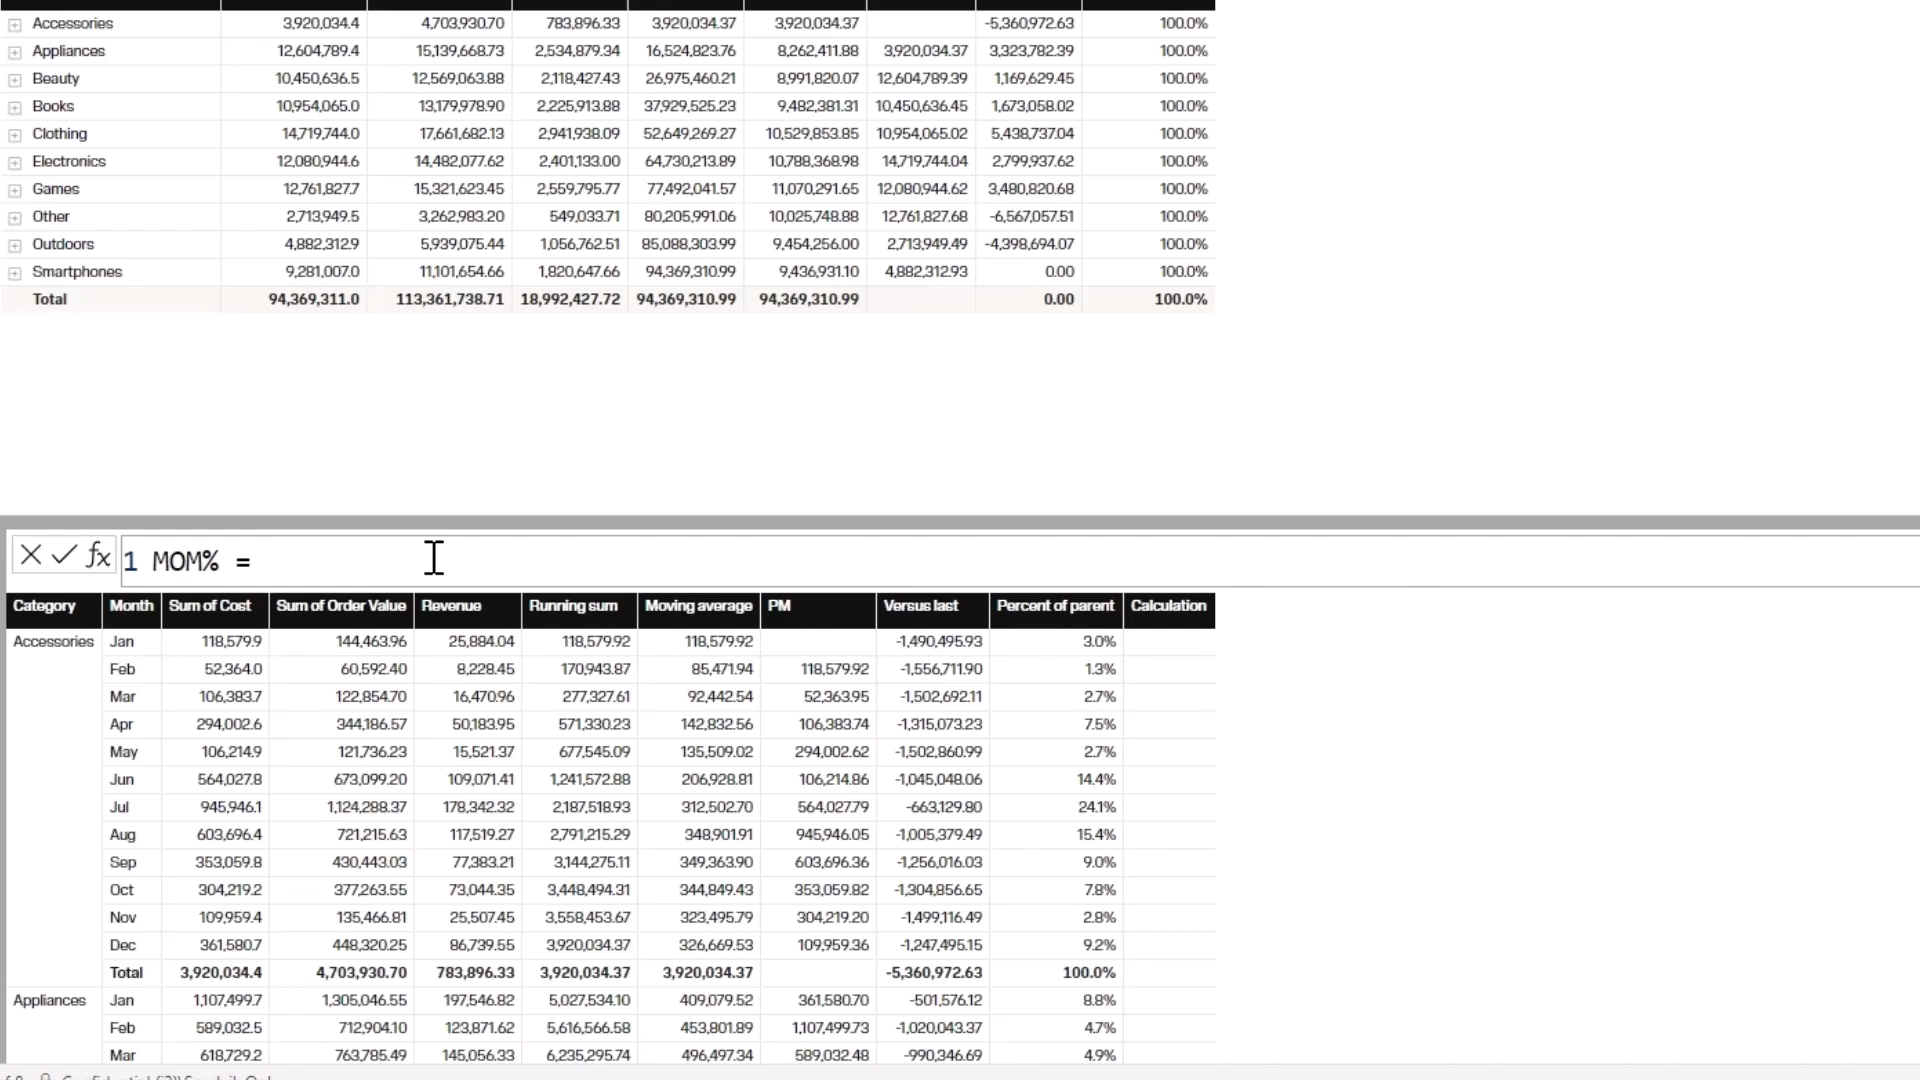 Accessories 3,920,034.4 4,703,930.70 783,896.33 3,920,034.37 3,920,034.37 -5,360,972.63 100.0%
Appliances 12,604,789.4 15,139,668.73 2,534,879.34 16,524,823.76 8,262,411.88 3,920,034.37 3,323,782.39 100.0%
Beauty 10,450,636.5 12,569,063.88 2,118,427.43 26,975,460.21 8,991,820.07 12,604,789.39 1,169,629.45 100.0%
Books 10,954,065.0 13,179,978.90 2,225,913.88 37,929,525.23 9,482,381.31 10,450,636.45 1,673,058.02 100.0%
Clothing 14,719,744.0 17,661,682.13 2,941,938.09 52,649,269.27 10,529,853.85 10,954,065.02 5,438,737.04 100.0%
Electronics 12,080,944.6 14,482,077.62 2,401,133.00 64,730,213.89 10,788,368.98 14,719,744.04 2,799,937.62 100.0%
Games 12,761,827.7 15,321,623.45 2,559,795.77 77,492,041.57 11,070,291.65 12,080,944.62 3,480,820.68 100.0%
Other 2,713,949.5 3,262,983.20 549,033.71 80,205,991.06 10,025,748.88 12,761,827.68 -6,567,057.51 100.0%
Outdoors 4,882,312.9 5,939,075.44 1,056,762.51 85,088,303.99 9,454,256.00 2,713,949.49 -4,398,694.07 100.0%
Smartphones 9,281,007.0 11,101,654.66 1,820,647.66 94,369,310.99 9,436,931.10 4,882,312.93 0.00 100.0%
Total 94,369,311.0 113,361,738.71 18,992,427.72 94,369,310.99 94,369,310.99 0.00 100.0%
fx 1 MOM% =
Category Month Sum of Cost Sum of Order Value Revenue Running sum Moving average PM Versus last Percent of parent Calculation
Accessories Jan 118,579.9 144,463.96 25,884.04 118,579.92 118,579.92 -1,490,495.93 3.0%
Feb 52,364.0 60,592.40 8,228.45 170,943.87 85,471.94 118,579.92 -1,556,711.90 1.3%
Mar 106,383.7 122,854.70 16,470.96 277,327.61 92,442.54 52,363.95 -1,502,692.11 2.7%
Apr 294,002.6 344,186.57 50,183.95 571,330.23 142,832.56 106,383.74 -1,315,073.23 7.5%
May 106,214.9 121,736.23 15,521.37 677,545.09 135,509.02 294,002.62 -1,502,860.99 2.7%
Jun 564,027.8 673,099.20 109,071.41 1,241,572.88 206,928.81 106,214.86 -1,045,048.06 14.4%
Jul 945,946.1 1,124,288.37 178,342.32 2,187,518.93 312,502.70 564,027.79 -663,129.80 24.1%
Aug 603,696.4 721,215.63 117,519.27 2,791,215.29 348,901.91 945,946.05 -1,005,379.49 15.4%
Sep 353,059.8 430,443.03 77,383.21 3,144,275.11 349,363.90 603,696.36 -1,256,016.03 9.0%
Oct 304,219.2 377,263.55 73,044.35 3,448,494.31 344,849.43 353,059.82 -1,304,856.65 7.8%
Nov 109,959.4 135,466.81 25,507.45 3,558,453.67 323,495.79 304,219.20 -1,499,116.49 2.8%
Dec 361,580.7 448,320.25 86,739.55 3,920,034.37 326,669.53 109,959.36 -1,247,495.15 9.2%
Total 3,920,034.4 4,703,930.70 783,896.33 3,920,034.37 3,920,034.37 -5,360,972.63 100.0%
Appliances Jan 1,107,499.7 1,305,046.55 197,546.82 5,027,534.10 409,079.52 361,580.70 -501,576.12 8.8%
Feb 589,032.5 712,904.10 123,871.62 5,616,566.58 453,801.89 1,107,499.73 -1,020,043.37 4.7%
Mar 618,729.2 763,785.49 145,056.33 6,235,295.74 496,497.34 589,032.48 -990,346.69 4.9%